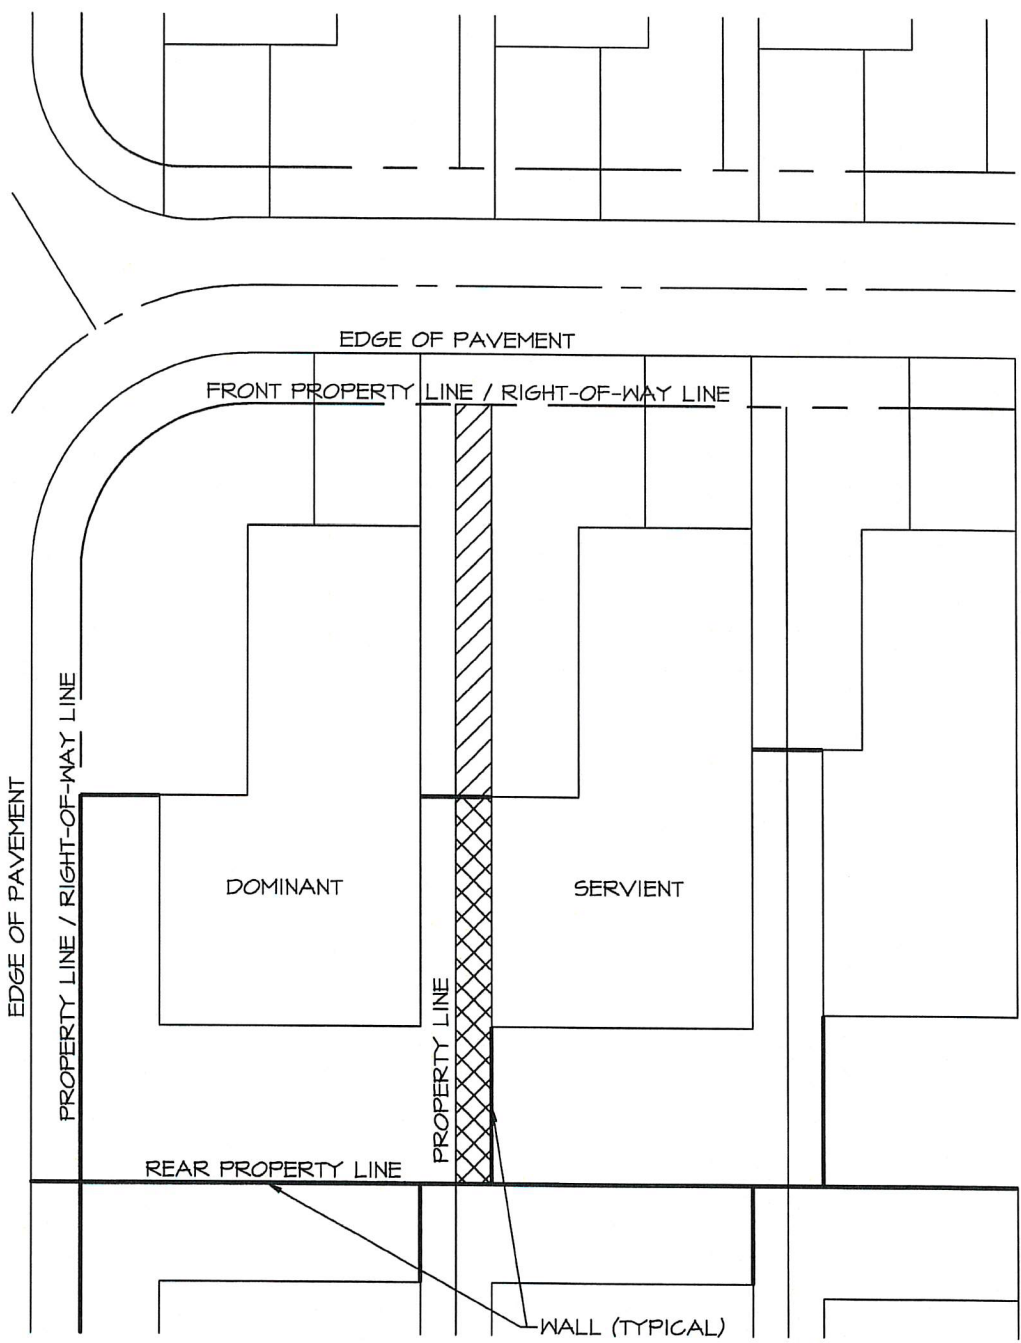 EDGE OF PAVEMENT
FRONT PROPERTY LINE / RIGHT-OF-WAY LINE
PROPERTY LINE / RIGHT-OF-WAY LINE
EDGE OF PAVEMENT
DOMINANT
SERVIENT
PROPERTY LINE
REAR PROPERTY LINE
WALL (TYPICAL)